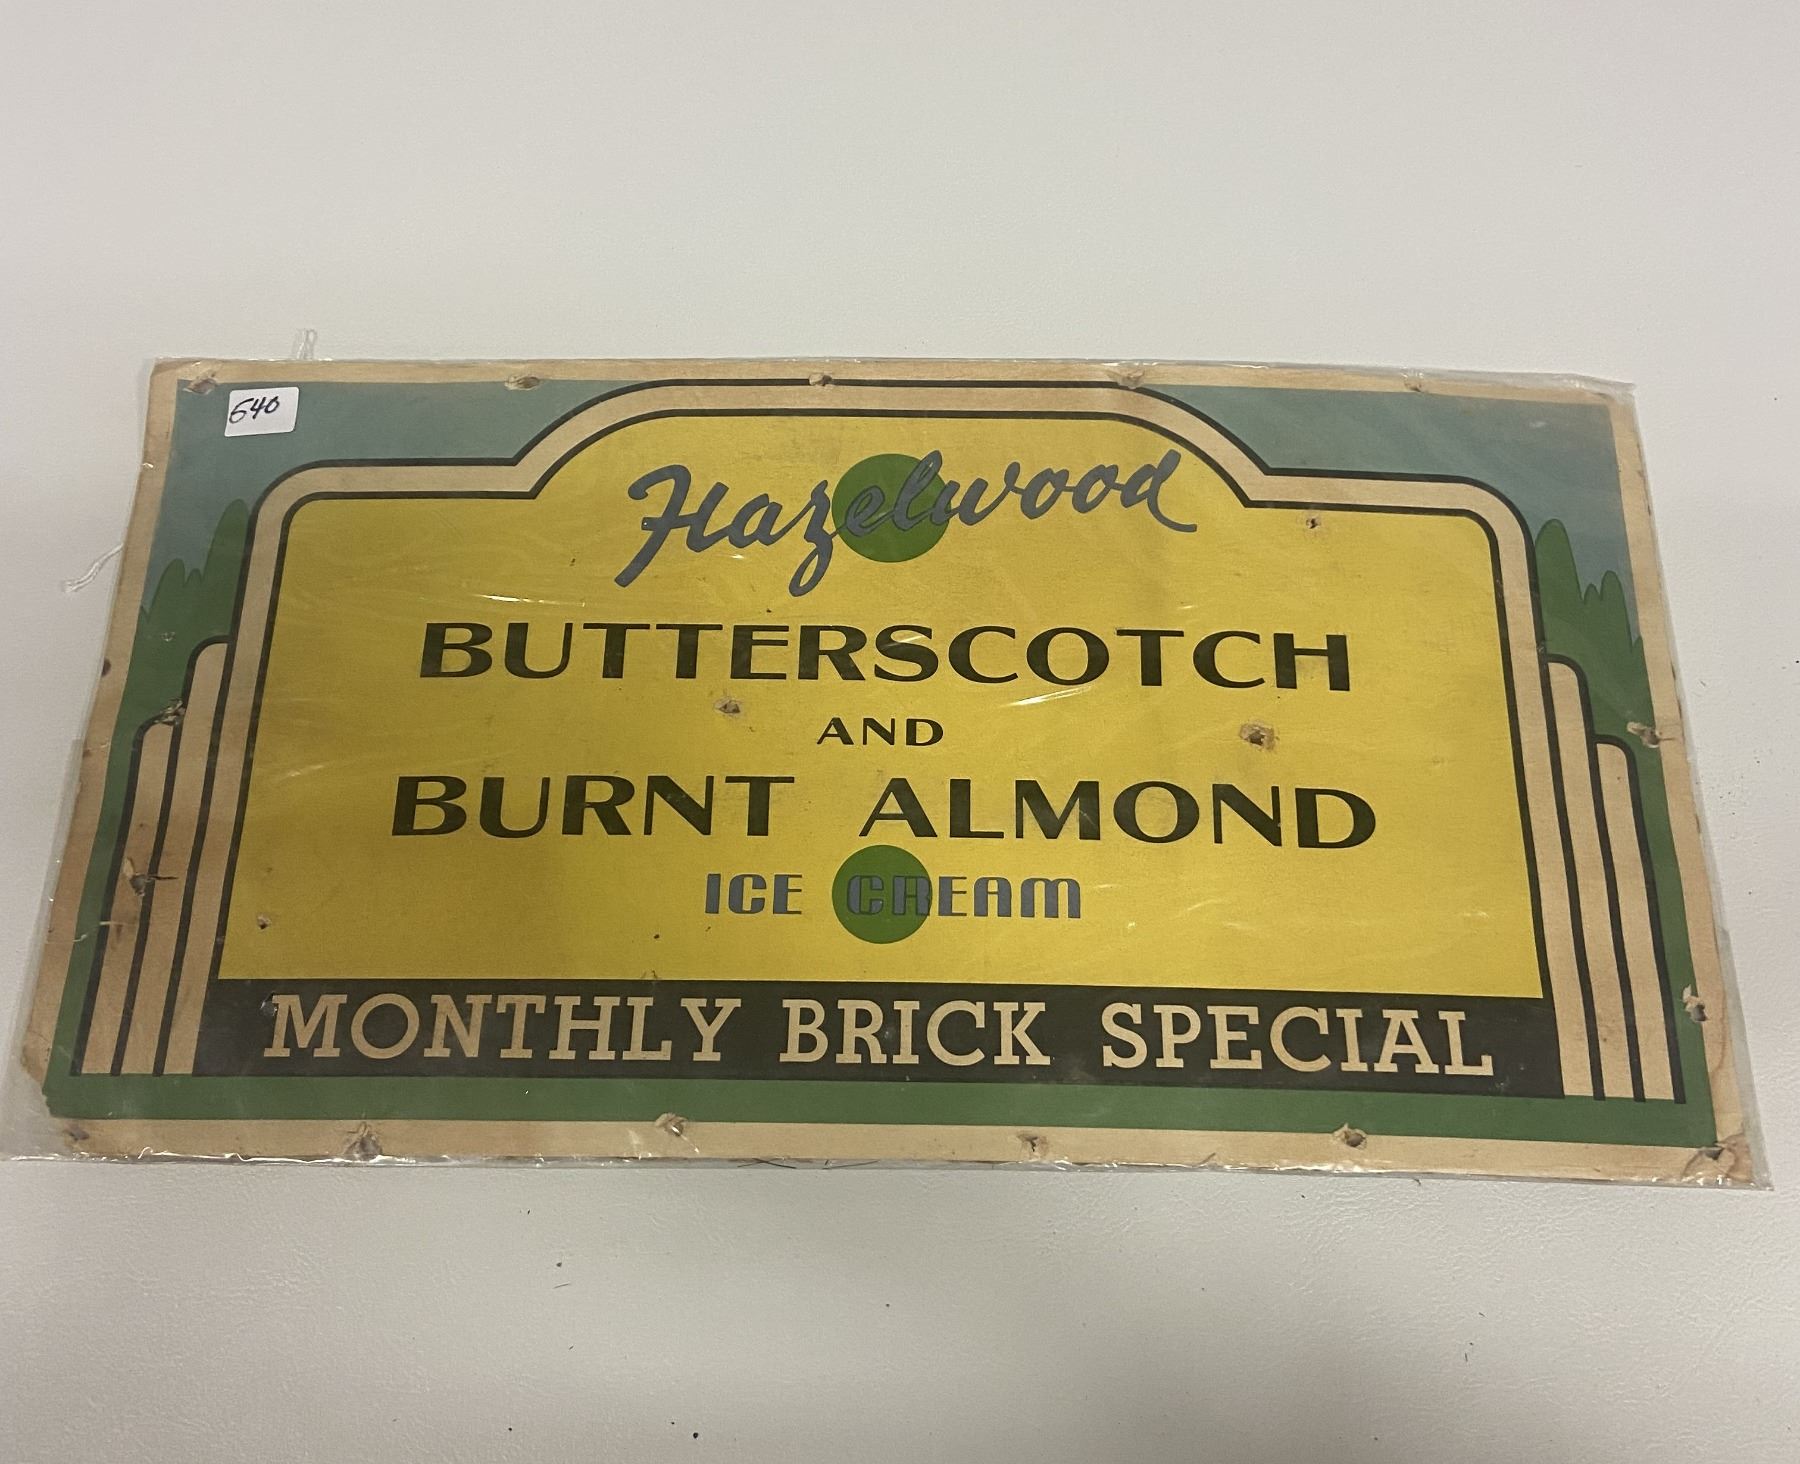 640
Hazelwood
BUTTERSCOTCH
AND
BURNT ALMOND
ICE CREAM
MONTHLY BRICK SPECIAL